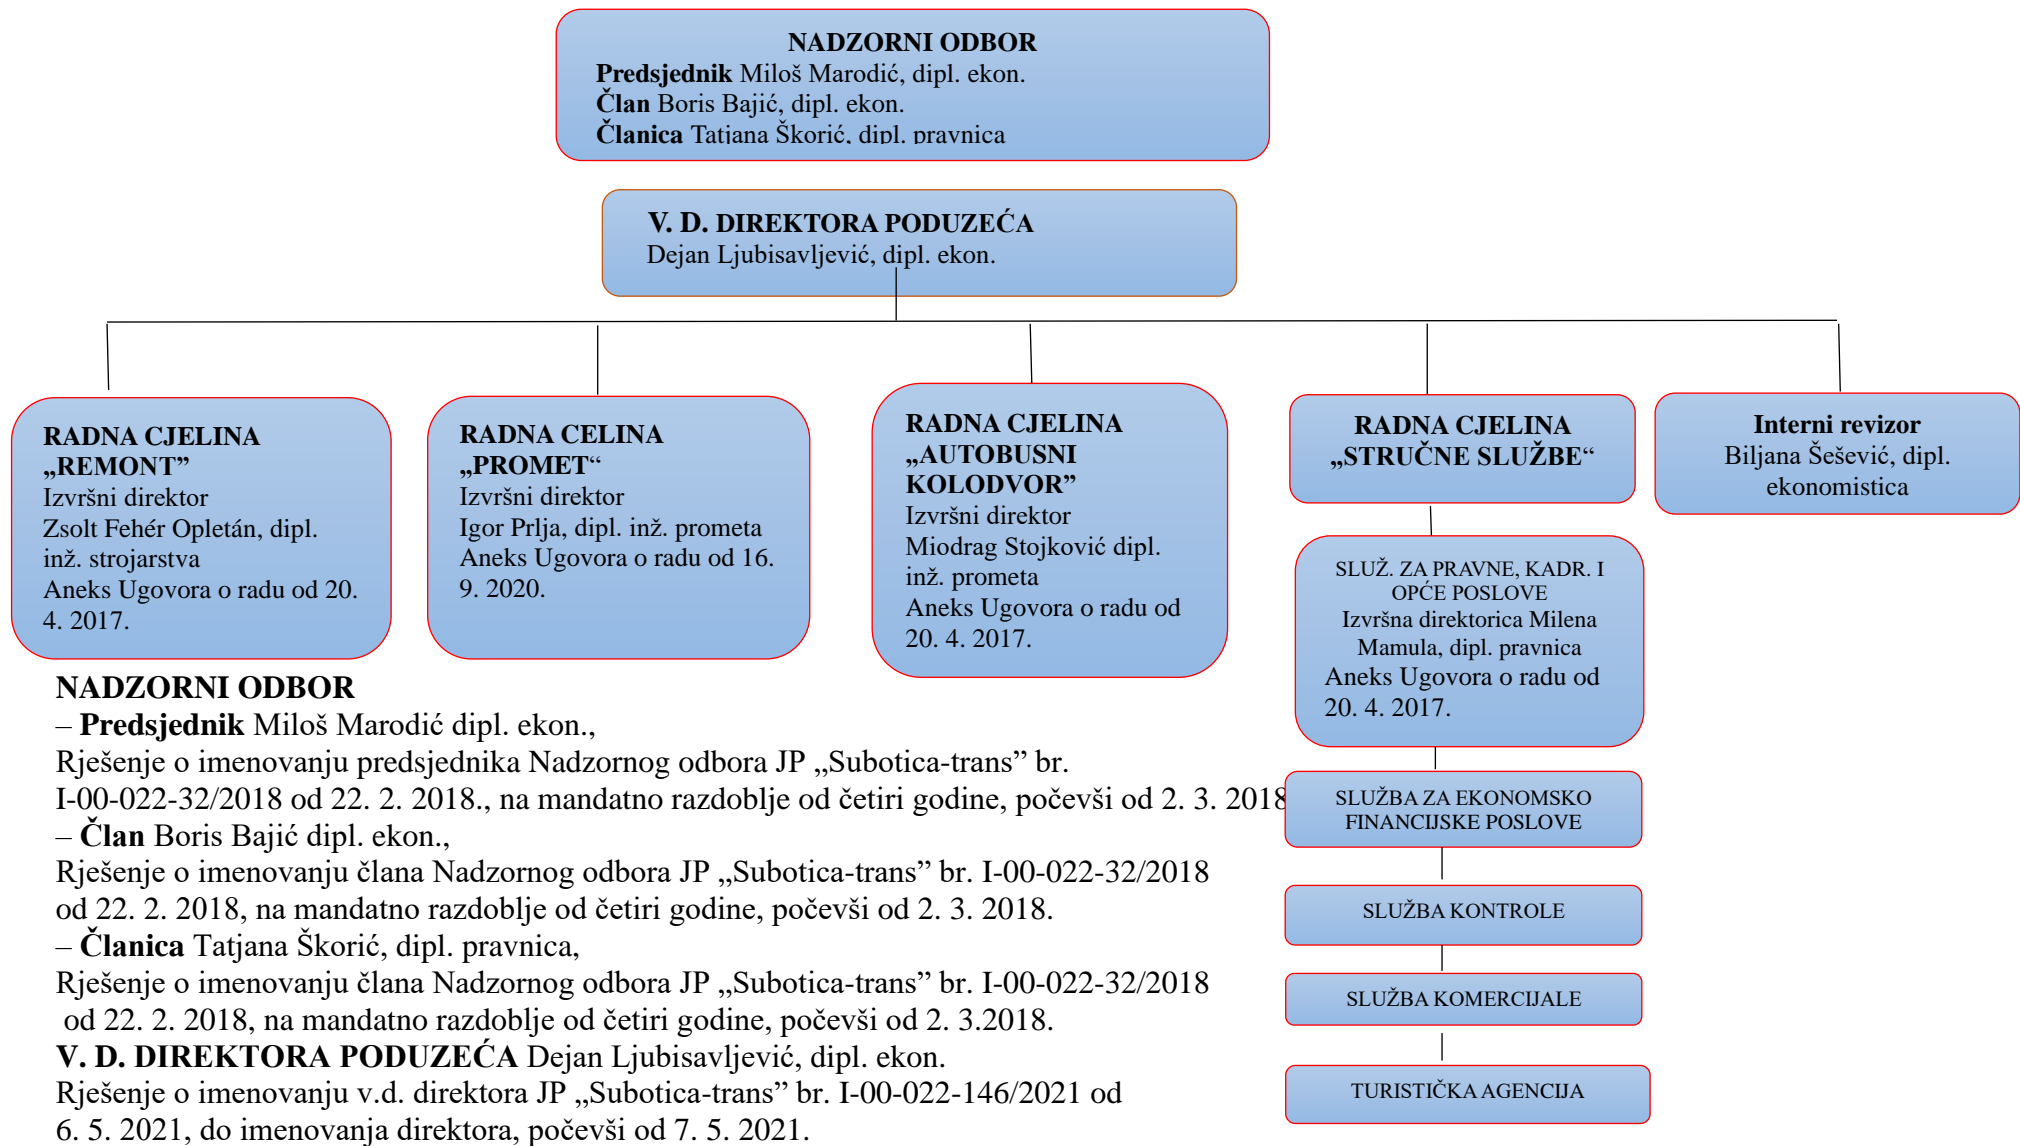 NADZORNI ODBOR
Predsjednik Miloš Marodić, dipl. ekon.
Član Boris Bajić, dipl. ekon.
Članica Tatjana Škorić, dipl. pravnica
V. D. DIREKTORA PODUZEĆA
Dejan Ljubisavljević, dipl. ekon.
RADNA CJELINA
„REMONT”
Izvršni direktor
Zsolt Fehér Opletán, dipl.
inž. strojarstva
Aneks Ugovora o radu od 20.
4. 2017.
RADNA CELINA
„PROMET“
Izvršni direktor
Igor Prlja, dipl. inž. prometa
Aneks Ugovora o radu od 16.
9. 2020.
RADNA CJELINA
„AUTOBUSNI
KOLODVOR”
Izvršni direktor
Miodrag Stojković dipl.
inž. prometa
Aneks Ugovora o radu od
20. 4. 2017.
RADNA CJELINA
„STRUČNE SLUŽBE“
Interni revizor
Biljana Šešević, dipl.
ekonomistica
SLUŽ. ZA PRAVNE, KADR. I
OPĆE POSLOVE
Izvršna direktorica Milena
Mamula, dipl. pravnica
Aneks Ugovora o radu od
20. 4. 2017.
SLUŽBA ZA EKONOMSKO
FINANCIJSKE POSLOVE
SLUŽBA KONTROLE
SLUŽBA KOMERCIJALE
TURISTIČKA AGENCIJA
NADZORNI ODBOR
– Predsjednik Miloš Marodić dipl. ekon.,
Rješenje o imenovanju predsjednika Nadzornog odbora JP „Subotica-trans” br.
I-00-022-32/2018 od 22. 2. 2018., na mandatno razdoblje od četiri godine, počevši od 2. 3. 2018
– Član Boris Bajić dipl. ekon.,
Rješenje o imenovanju člana Nadzornog odbora JP „Subotica-trans” br. I-00-022-32/2018
od 22. 2. 2018, na mandatno razdoblje od četiri godine, počevši od 2. 3. 2018.
– Članica Tatjana Škorić, dipl. pravnica,
Rješenje o imenovanju člana Nadzornog odbora JP „Subotica-trans” br. I-00-022-32/2018
od 22. 2. 2018, na mandatno razdoblje od četiri godine, počevši od 2. 3.2018.
V. D. DIREKTORA PODUZEĆA Dejan Ljubisavljević, dipl. ekon.
Rješenje o imenovanju v.d. direktora JP „Subotica-trans” br. I-00-022-146/2021 od
6. 5. 2021, do imenovanja direktora, počevši od 7. 5. 2021.